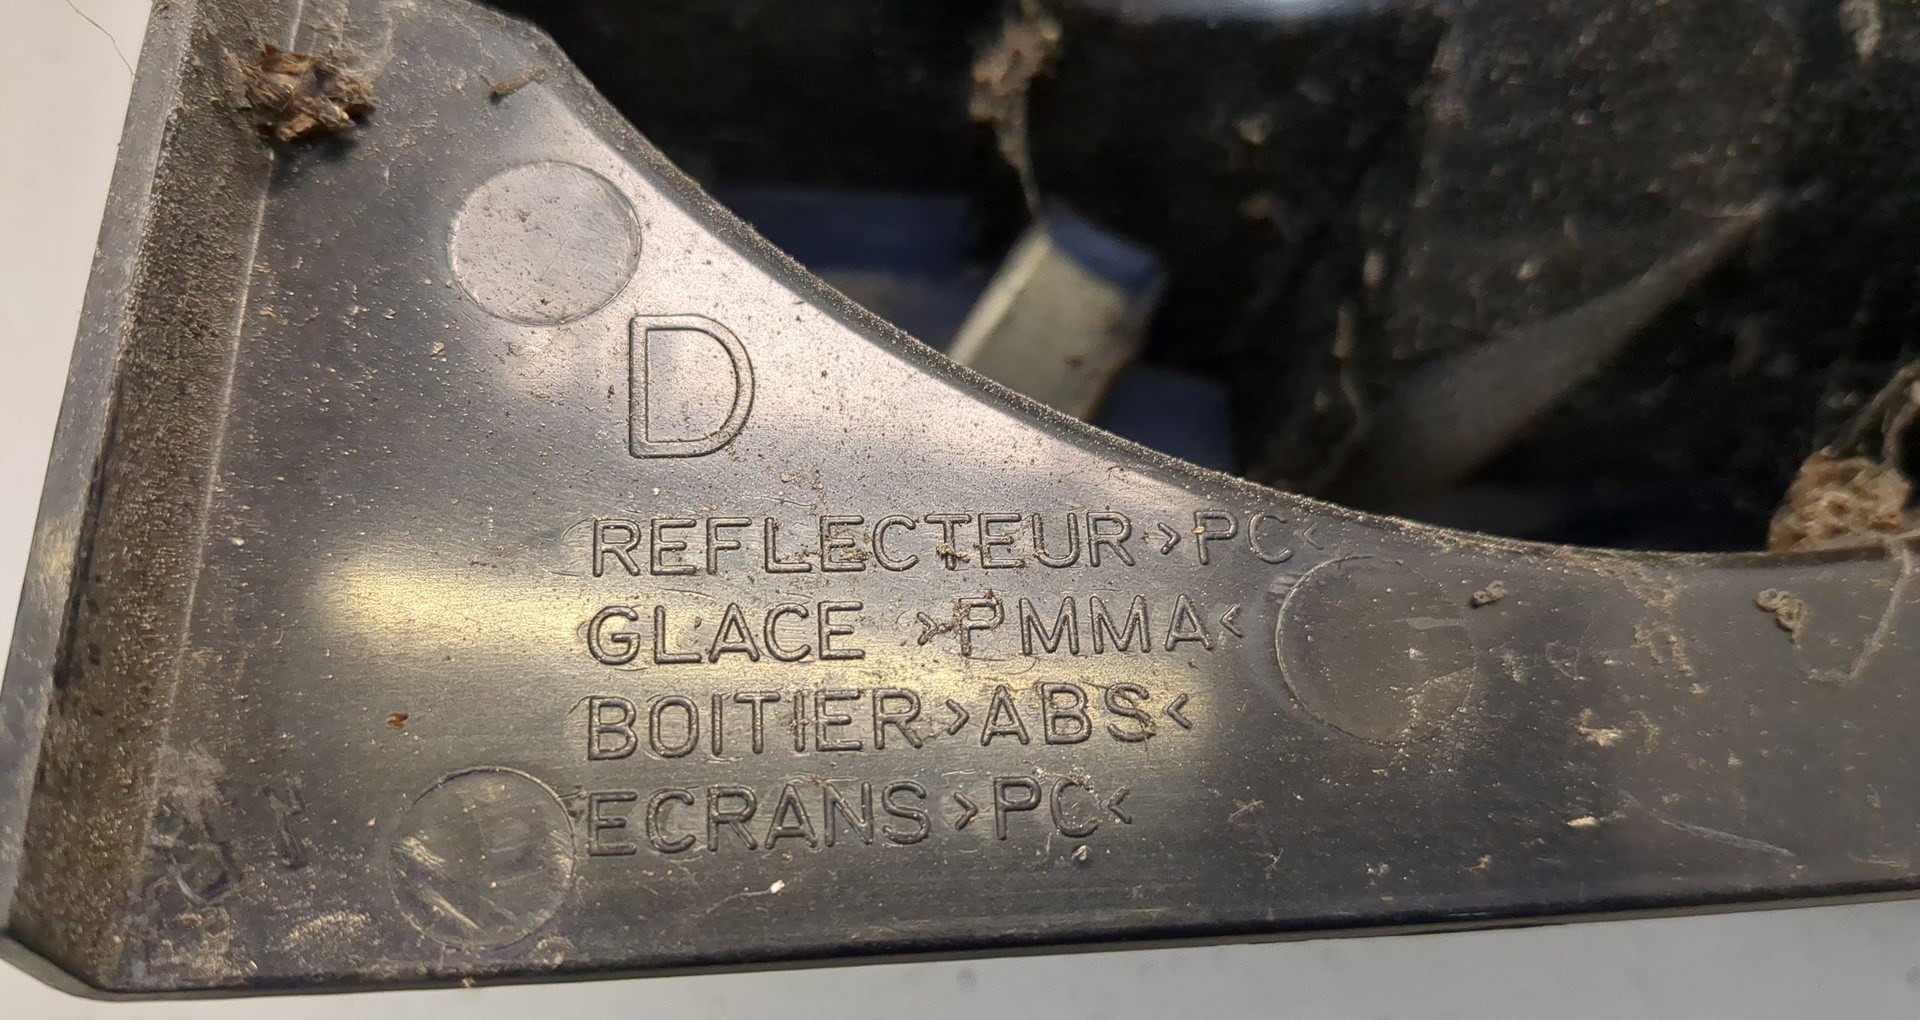 D
REFLECTEUR >PC<
GLACE >PMMA<
BOITIER >ABS<
ECRANS >PC<